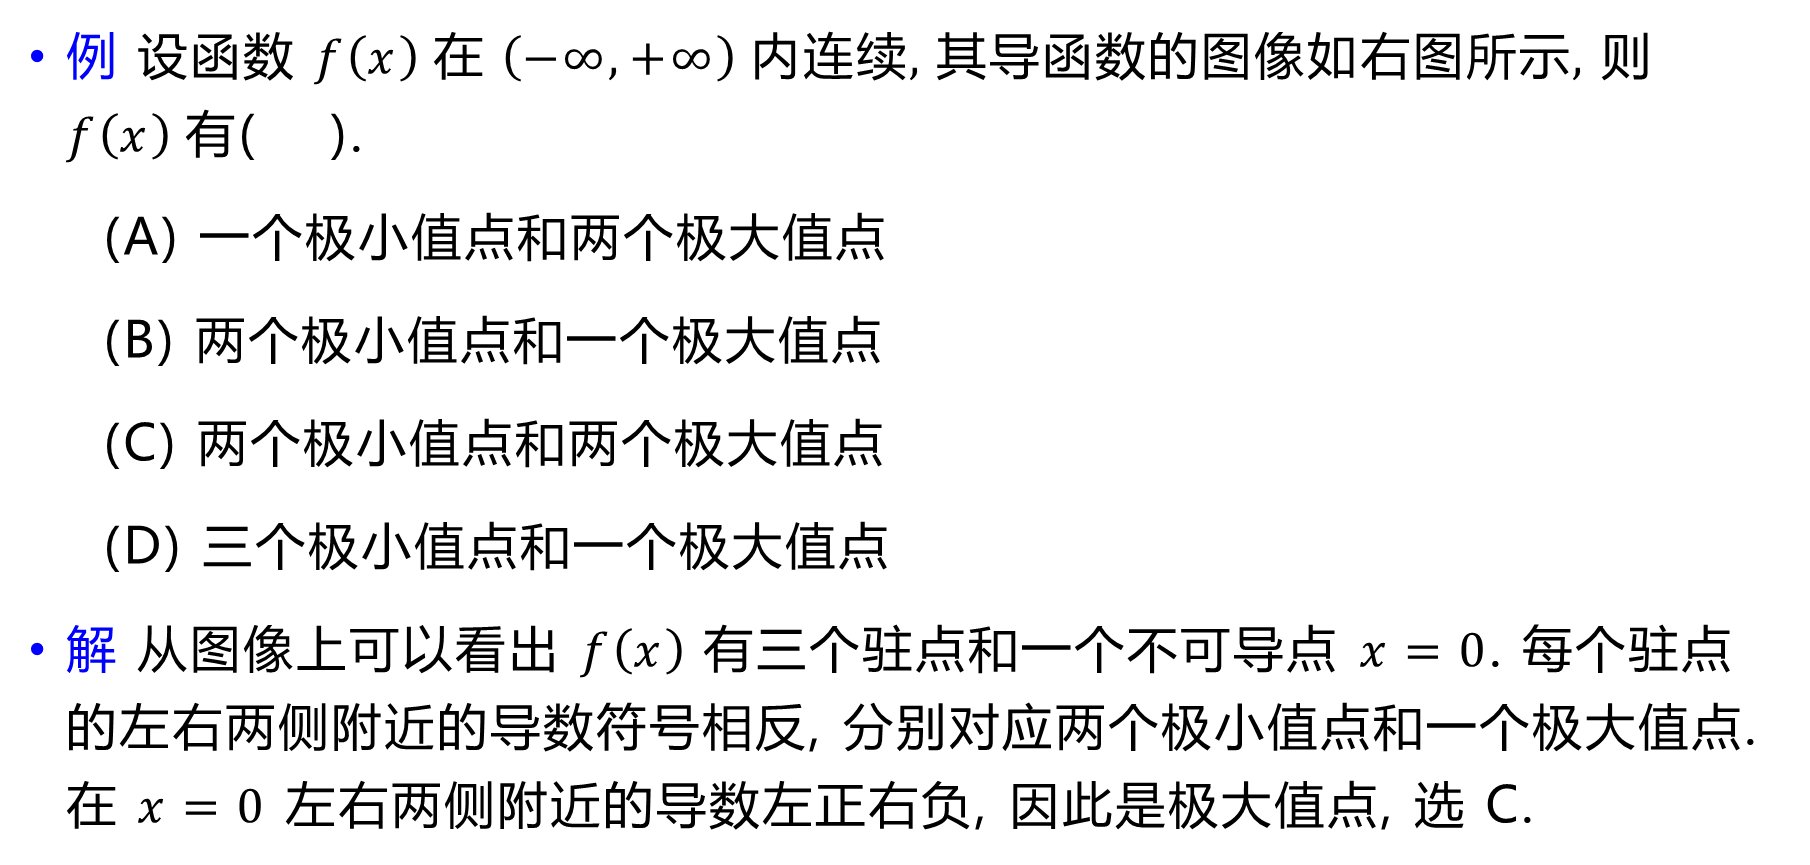 • 例 设函数 f(x) 在 (−∞, +∞) 内连续, 其导函数的图像如右图所示, 则
f(x) 有(    ).
(A) 一个极小值点和两个极大值点
(B) 两个极小值点和一个极大值点
(C) 两个极小值点和两个极大值点
(D) 三个极小值点和一个极大值点
• 解 从图像上可以看出 f(x) 有三个驻点和一个不可导点 x = 0. 每个驻点
的左右两侧附近的导数符号相反, 分别对应两个极小值点和一个极大值点.
在 x = 0 左右两侧附近的导数左正右负, 因此是极大值点, 选 C.